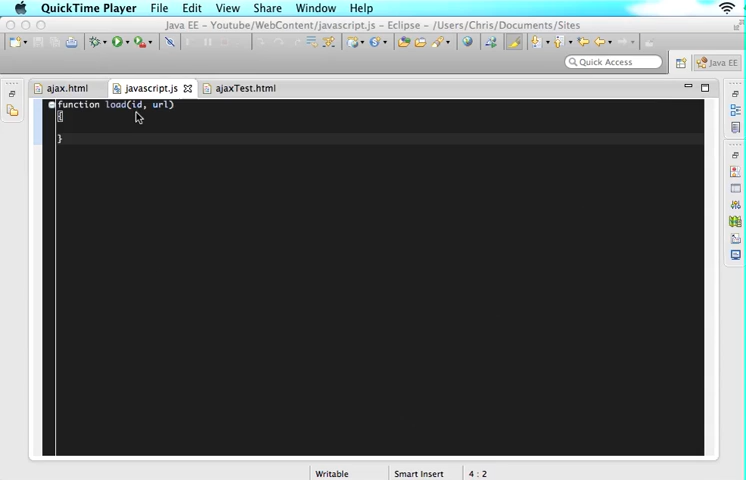 QuickTime Player File Edit View Share Window Help
Java EE - Youtube/WebContent/javascript.js - Eclipse - /Users/Chris/Documents/Sites
Quick Access
Java EE
ajax.html javascript.js ajaxTest.html
function load(id, url)
{
}
Writable Smart Insert 4 : 2